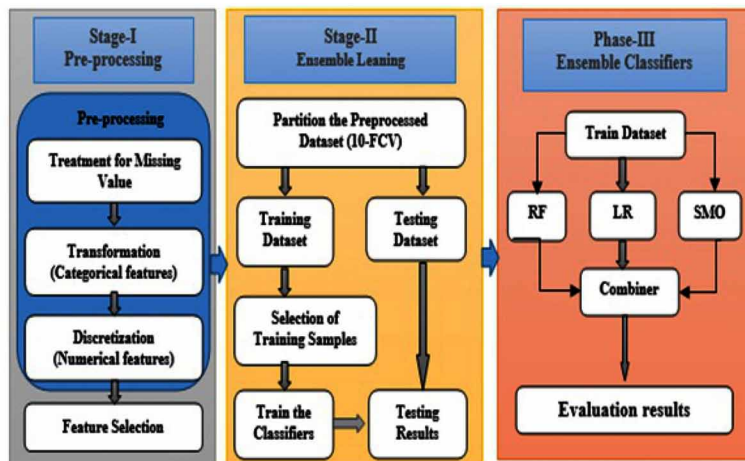 Stage-I
Pre-processing
Pre-processing
Treatment for Missing
Value
Transformation
(Categorical features)
Discretization
(Numerical features)
Feature Selection
Stage-II
Ensemble Leaning
Partition the Preprocessed
Dataset (10-FCV)
Training
Dataset
Testing
Dataset
Selection of
Training Samples
Train the
Classifiers
Testing
Results
Phase-III
Ensemble Classifiers
Train Dataset
RF
LR
SMO
Combiner
Evaluation results